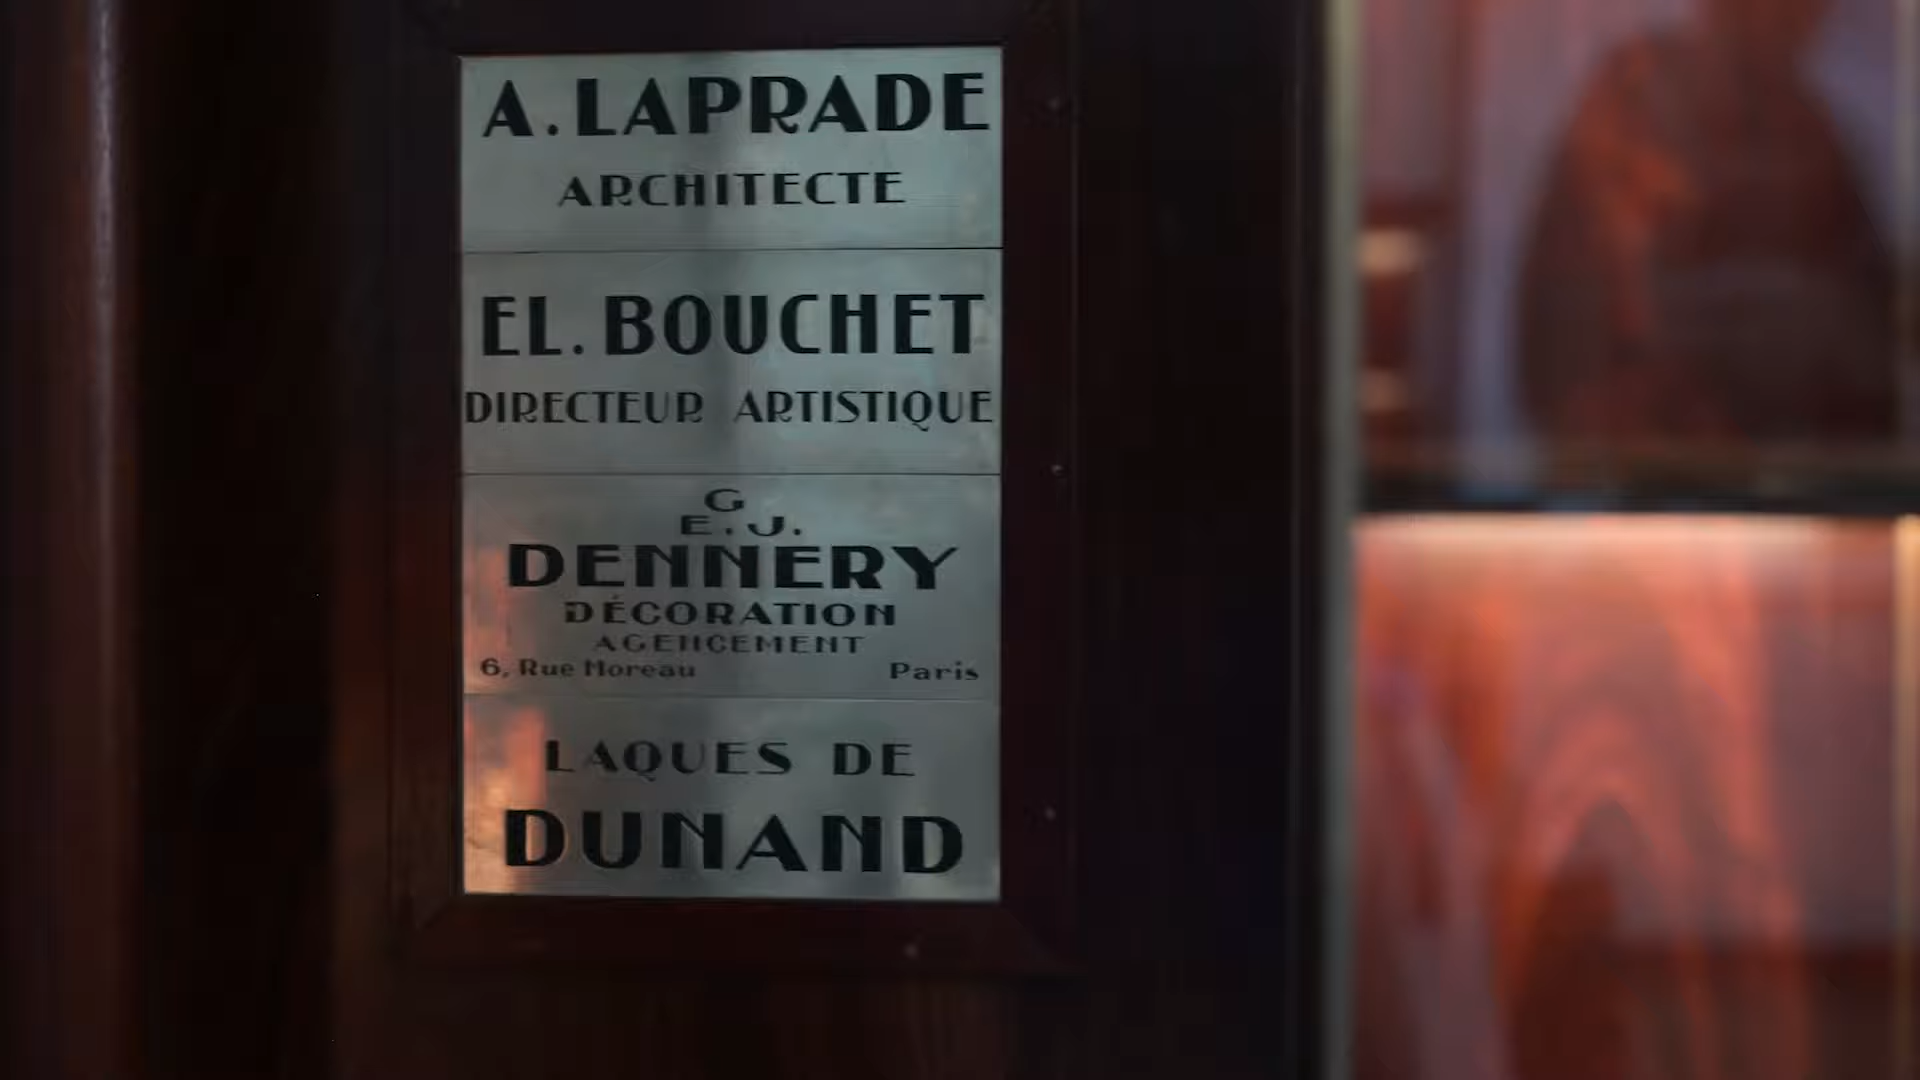 A. LAPRADE
ARCHITECTE
EL. BOUCHET
DIRECTEUR ARTISTIQUE
G
E. J.
DENNERY
DÉCORATION
AGENCEMENT
6, Rue Moreau Paris
LAQUES DE
DUNAND